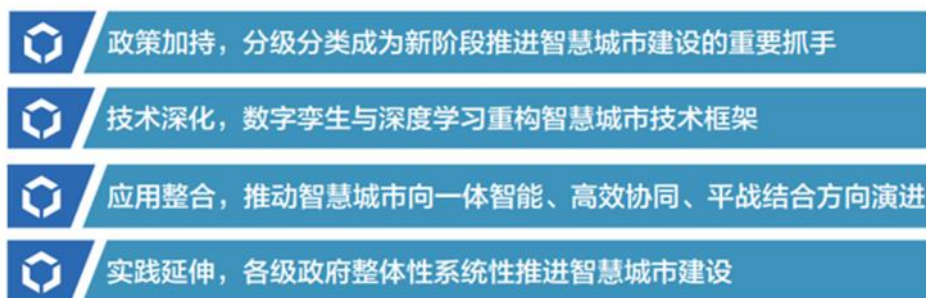 政策加持，分级分类成为新阶段推进智慧城市建设的重要抓手
技术深化，数字孪生与深度学习重构智慧城市技术框架
应用整合，推动智慧城市向一体智能、高效协同、平战结合方向演进
实践延伸，各级政府整体性系统性推进智慧城市建设